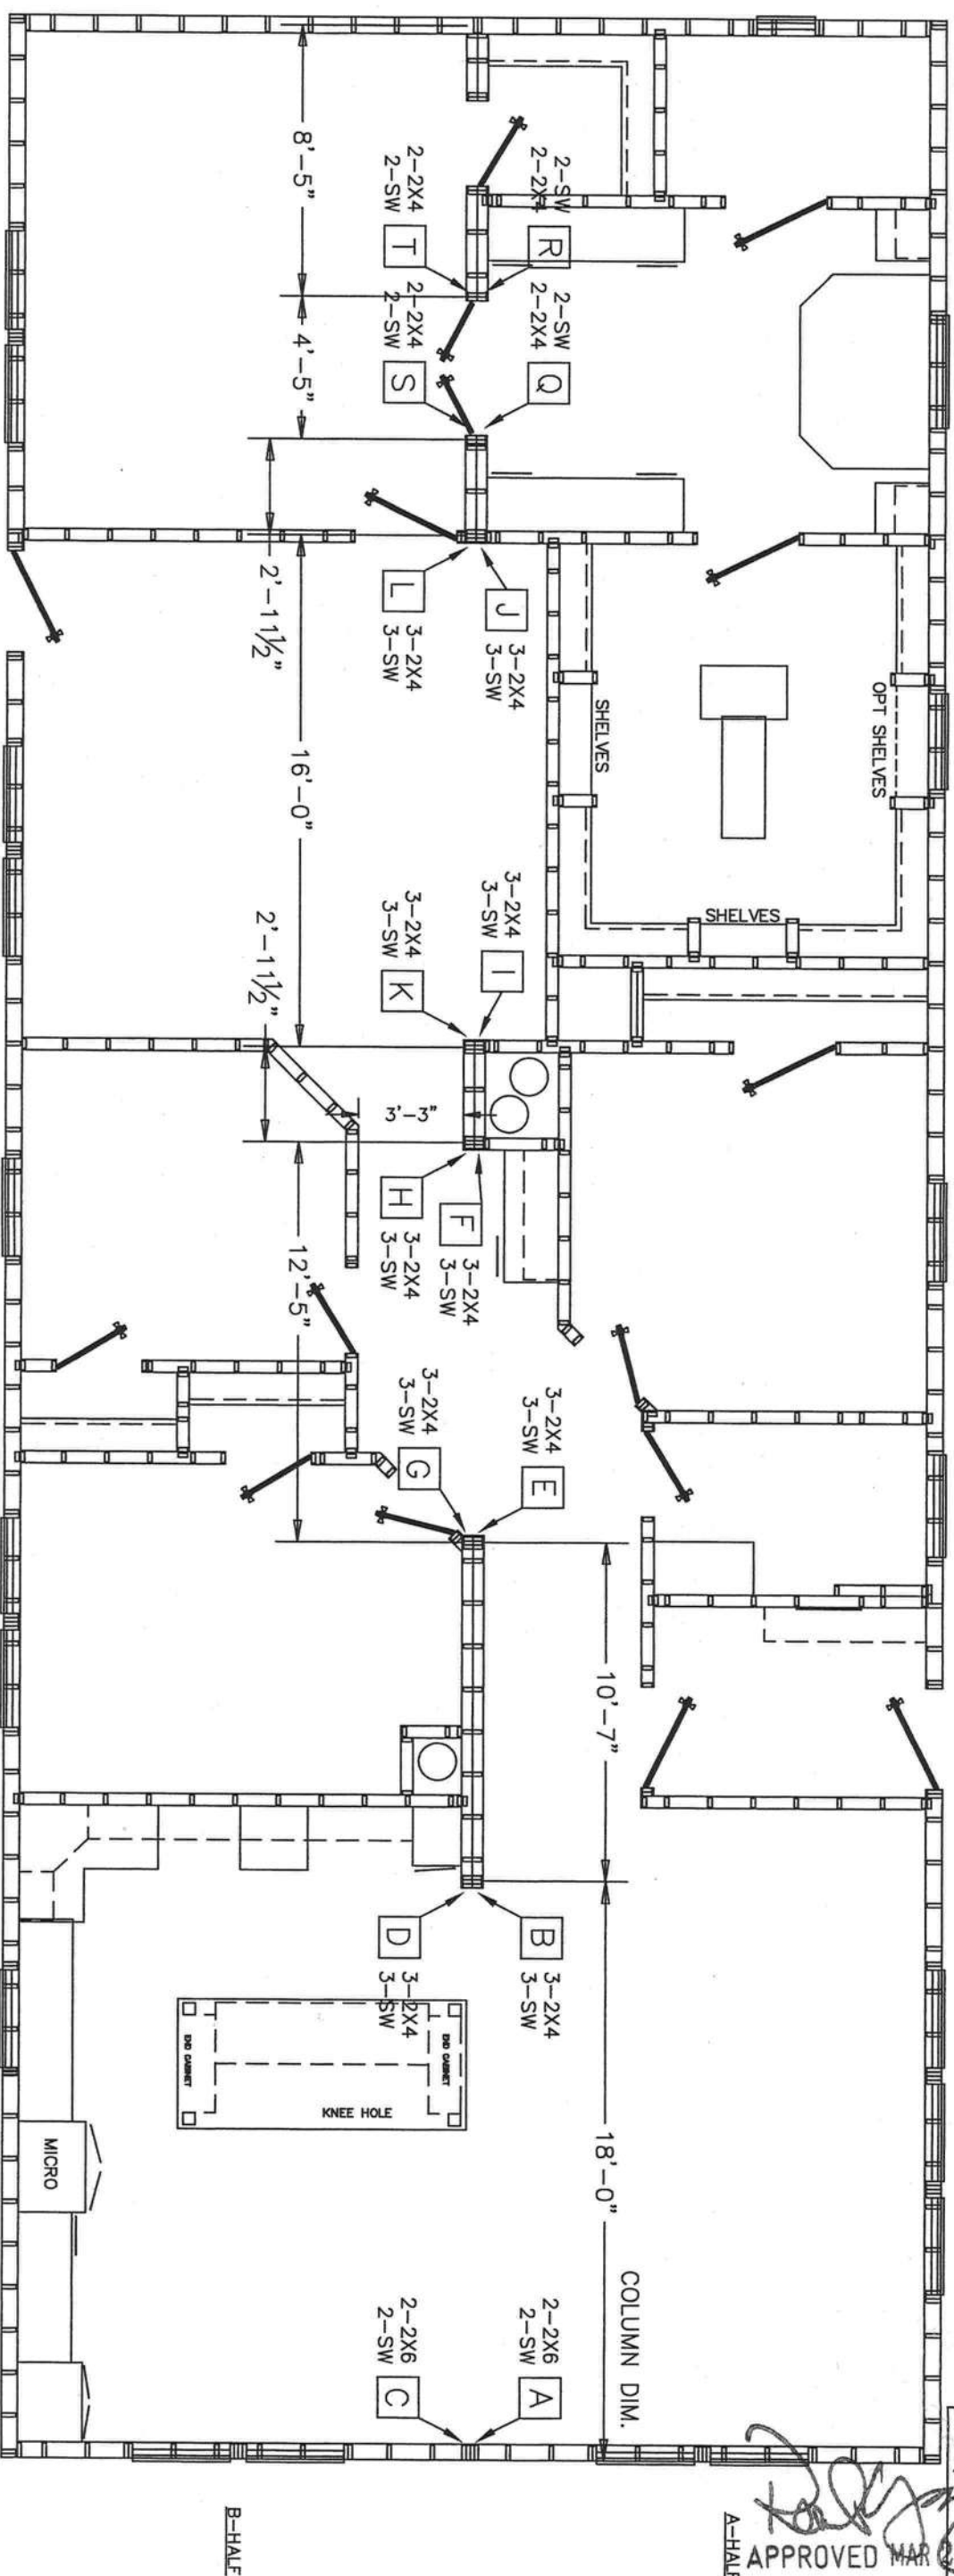 8'-5"
4'-5"
2'-11½"
16'-0"
2'-11½"
3'-3"
12'-5"
10'-7"
18'-0"
COLUMN DIM.
2-SW
2-2X4
R
2-2X4
2-SW
T
2-SW
2-2X4
Q
2-2X4
2-SW
S
J
3-2X4
3-SW
L
3-2X4
3-SW
SHELVES
OPT SHELVES
SHELVES
3-2X4
3-SW
I
3-2X4
3-SW
K
F
3-2X4
3-SW
H
3-2X4
3-SW
3-2X4
3-SW
E
3-2X4
3-SW
G
B
3-2X4
3-SW
D
3-2X4
3-SW
END CABINET
END CABINET
KNEE HOLE
MICRO
2-2X6
2-SW
A
2-2X6
2-SW
C
A-HALF
B-HALF
APPROVED MAR